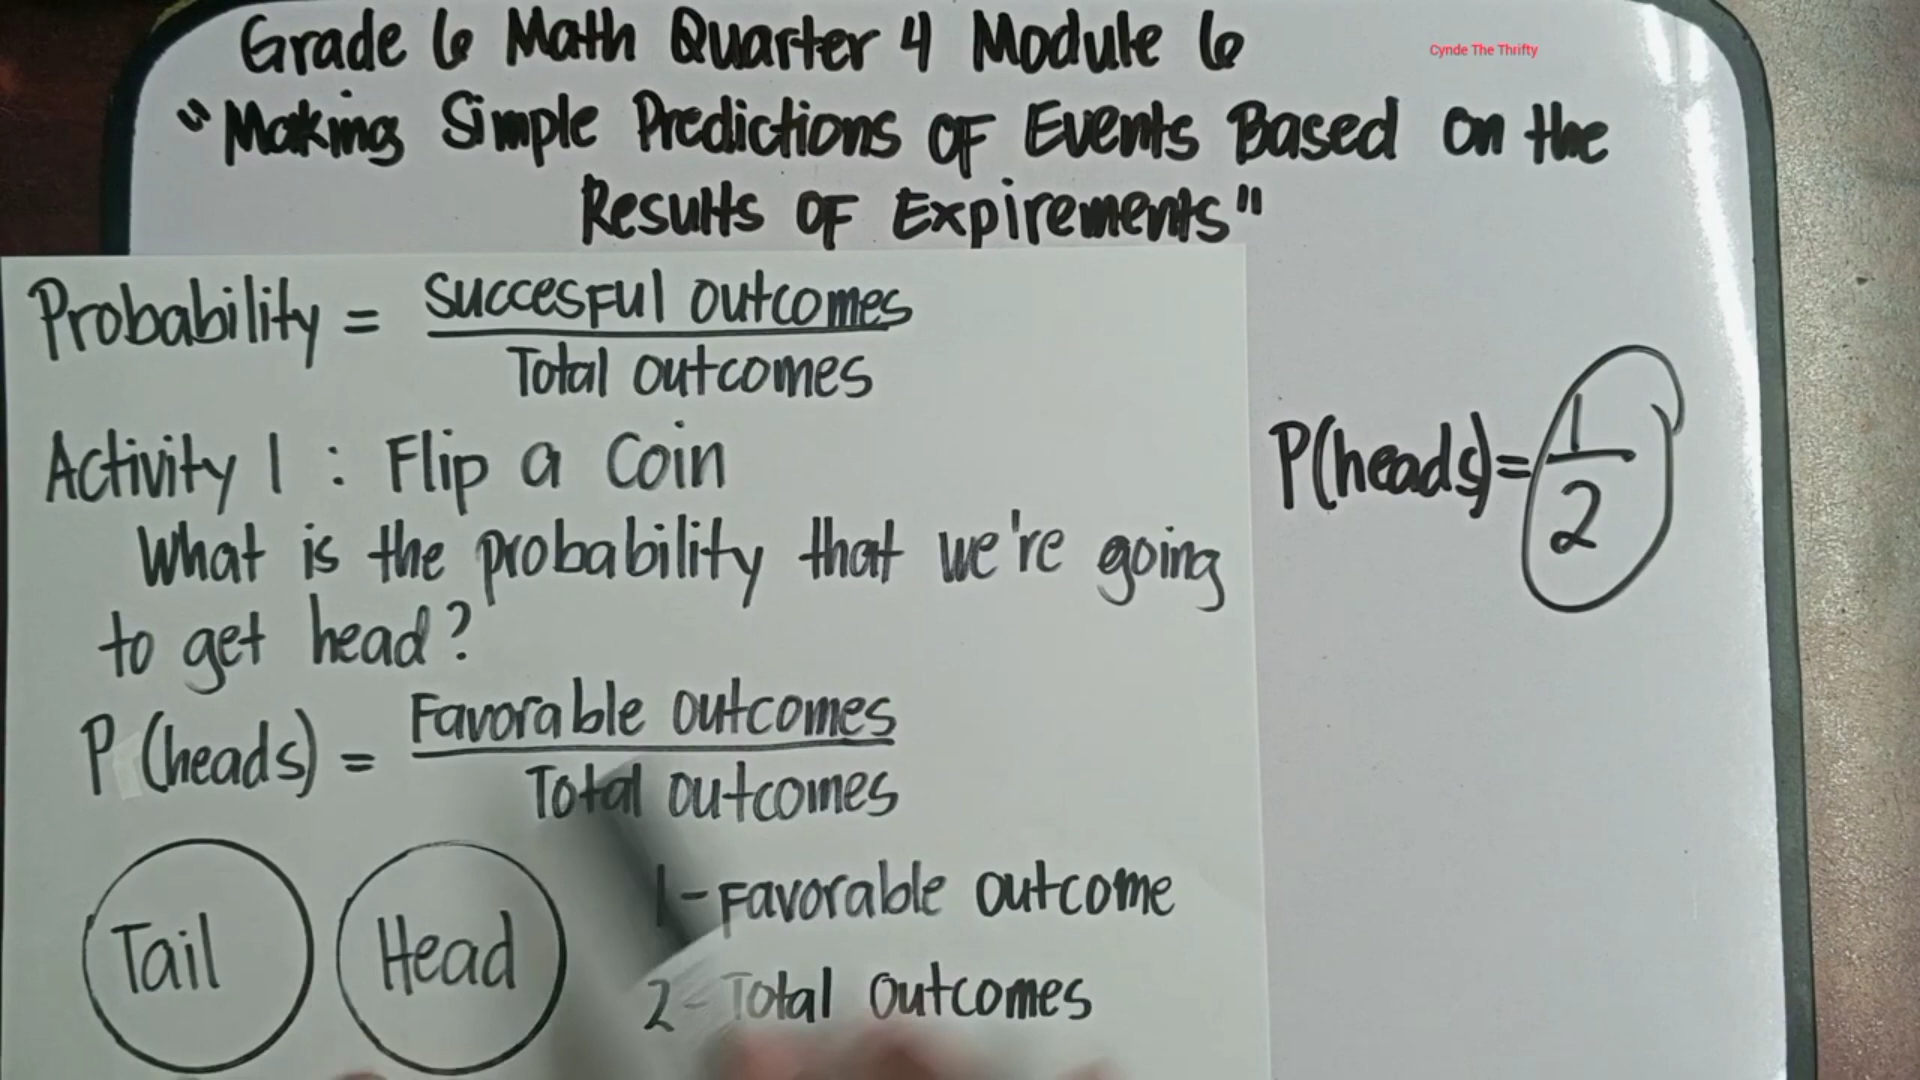 Grade 6 Math Quarter 4 Module 6
Cynde The Thrifty
"Making Simple Predictions OF Events Based on the
Results OF Expirements"
Probability = Succesful outcomes
Total outcomes
Activity 1 : Flip a Coin
What is the probability that we're going
to get head?
P (heads) = Favorable outcomes
Total outcomes
Tail
Head
1-Favorable outcome
2-Total Outcomes
P(heads)= 1
2